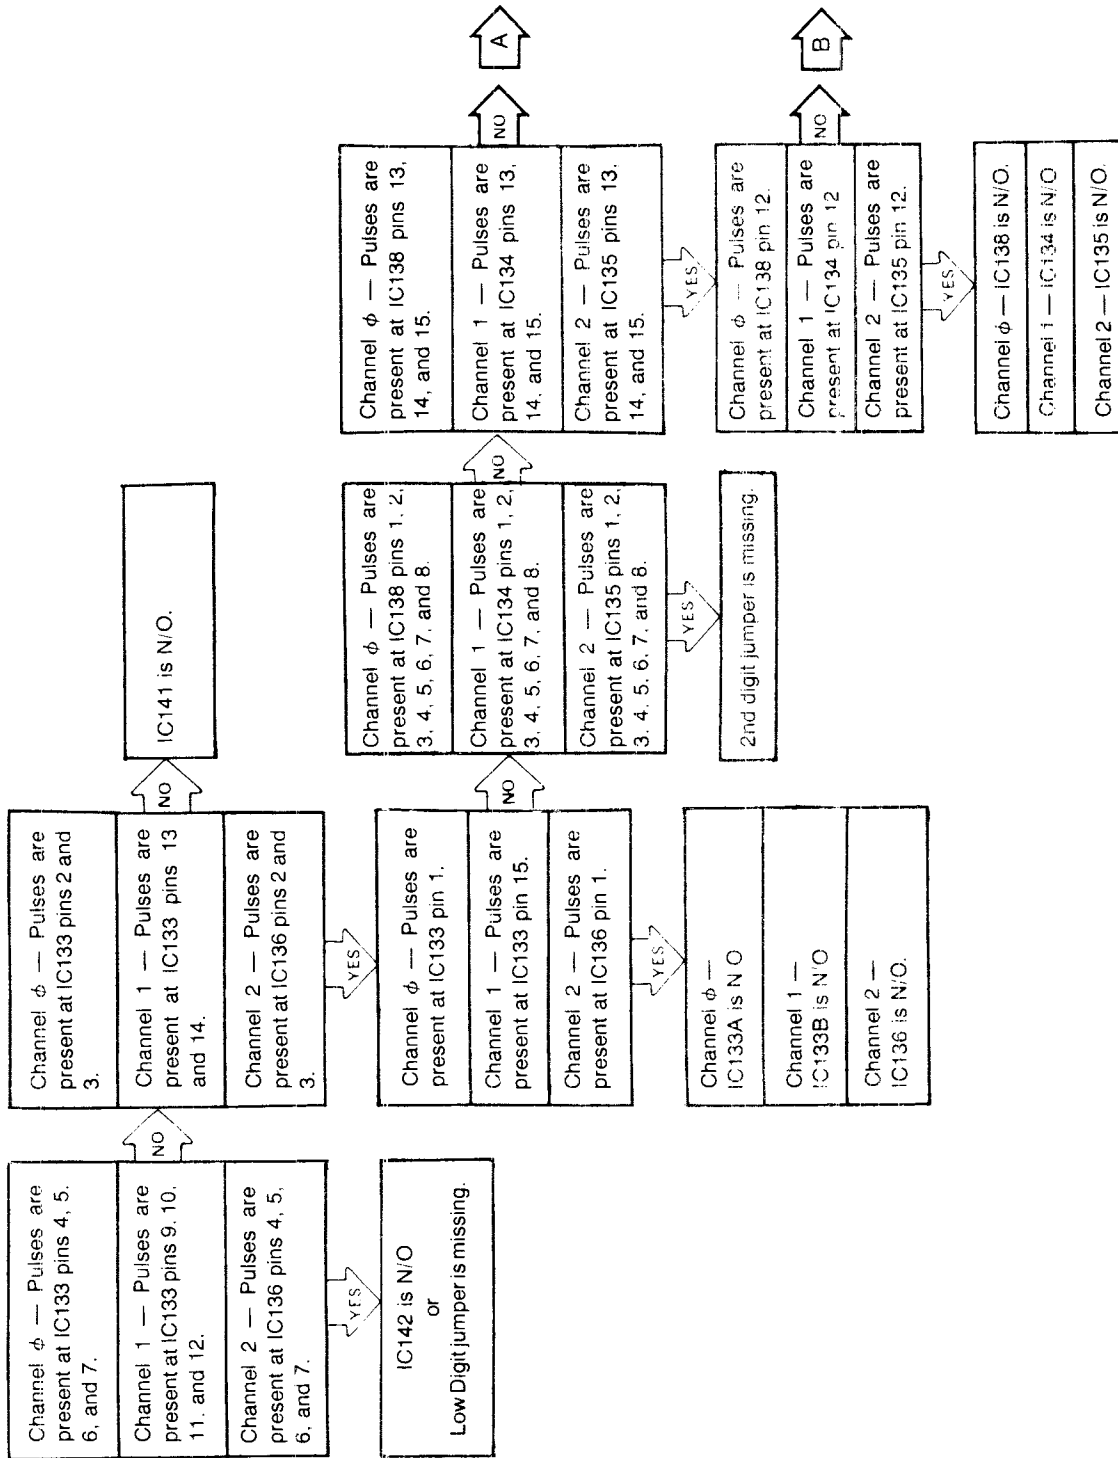 Channel ϕ — Pulses are
present at IC133 pins 4, 5.
6, and 7.
Channel 1 — Pulses are
present at IC133 pins 9. 10.
11. and 12.
Channel 2 — Pulses are
present at IC136 pins 4, 5,
6, and 7.
NO
YES
IC142 is N/O
or
Low Digit jumper is missing.
Channel ϕ — Pulses are
present at IC133 pins 2 and
3.
Channel 1 — Pulses are
present at IC133 pins 13
and 14.
Channel 2 — Pulses are
present at IC136 pins 2 and
3.
NO
IC141 is N/O.
YES
Channel ϕ — Pulses are
present at IC133 pin 1.
Channel 1 — Pulses are
present at IC133 pin 15.
Channel 2 — Pulses are
present at IC136 pin 1.
NO
YES
Channel ϕ —
IC133A is N O
Channel 1 —
IC133B is N/O
Channel 2 —
IC136 is N/O.
Channel ϕ — Pulses are
present at IC138 pins 1, 2,
3, 4, 5, 6, 7, and 8.
Channel 1 — Pulses are
present at IC134 pins 1, 2,
3, 4, 5, 6, 7, and 8.
Channel 2 — Pulses are
present at IC135 pins 1, 2,
3. 4, 5. 6, 7, and 8.
NO
YES
2nd digit jumper is missing.
Channel ϕ — Pulses are
present at IC138 pins 13,
14, and 15.
Channel 1 — Pulses are
present at IC134 pins 13,
14, and 15.
Channel 2 — Pulses are
present at IC135 pins 13,
14, and 15.
NO
A
YES
Channel ϕ — Pulses are
present at IC138 pin 12.
Channel 1 — Pulses are
present at IC134 pin 12
Channel 2 — Pulses are
present at IC135 pin 12.
NO
B
YES
Channel ϕ — IC138 is N/O.
Channel 1 — IC134 is N/O
Channel 2 — IC135 is N/O.